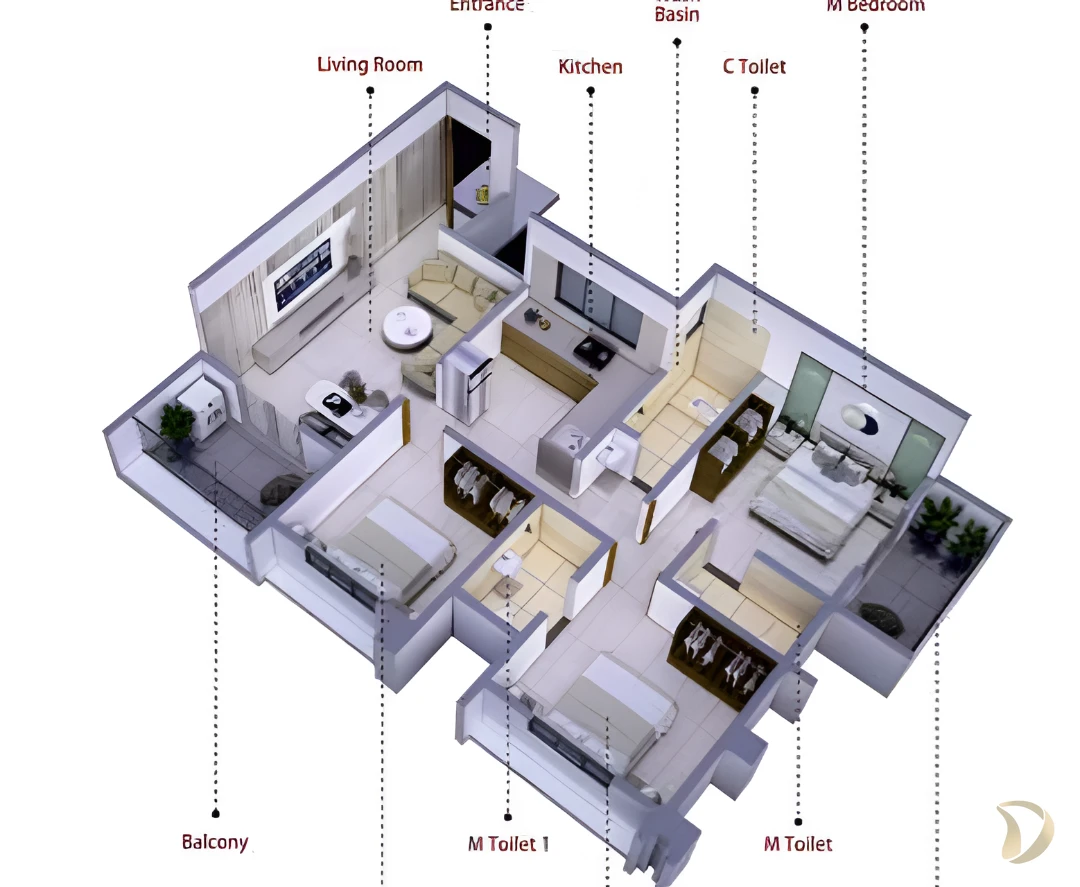 Entrance
Basin
M Bedroom
Living Room
Kitchen
C Toilet
Balcony
M Toilet 1
M Toilet